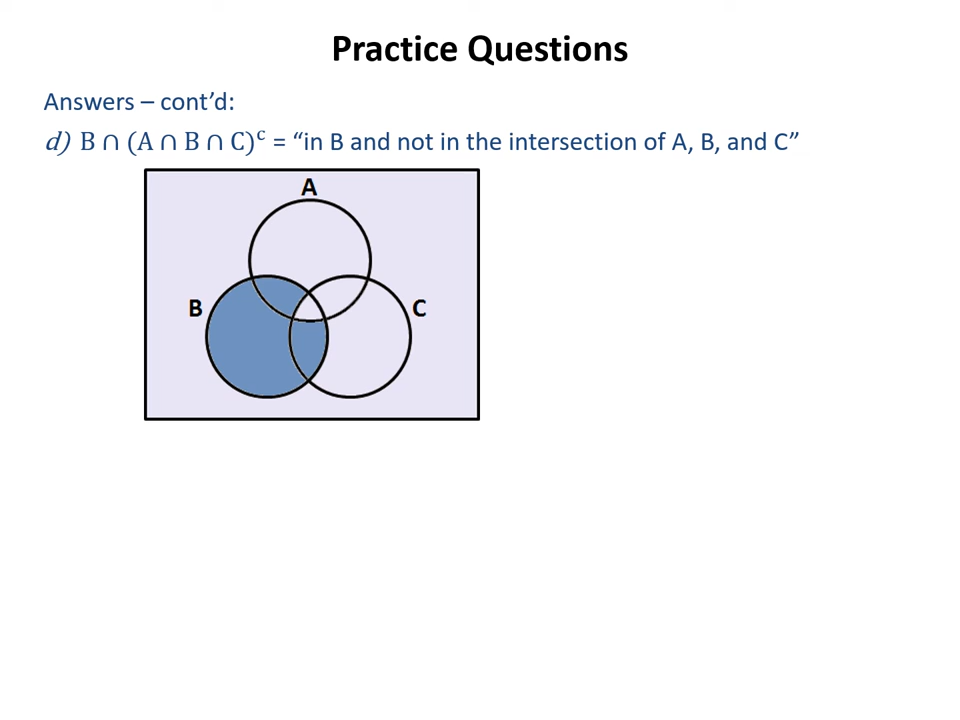 Practice Questions
Answers – cont’d:
d) B ∩ (A ∩ B ∩ C)ᶜ = “in B and not in the intersection of A, B, and C”
A
B
C